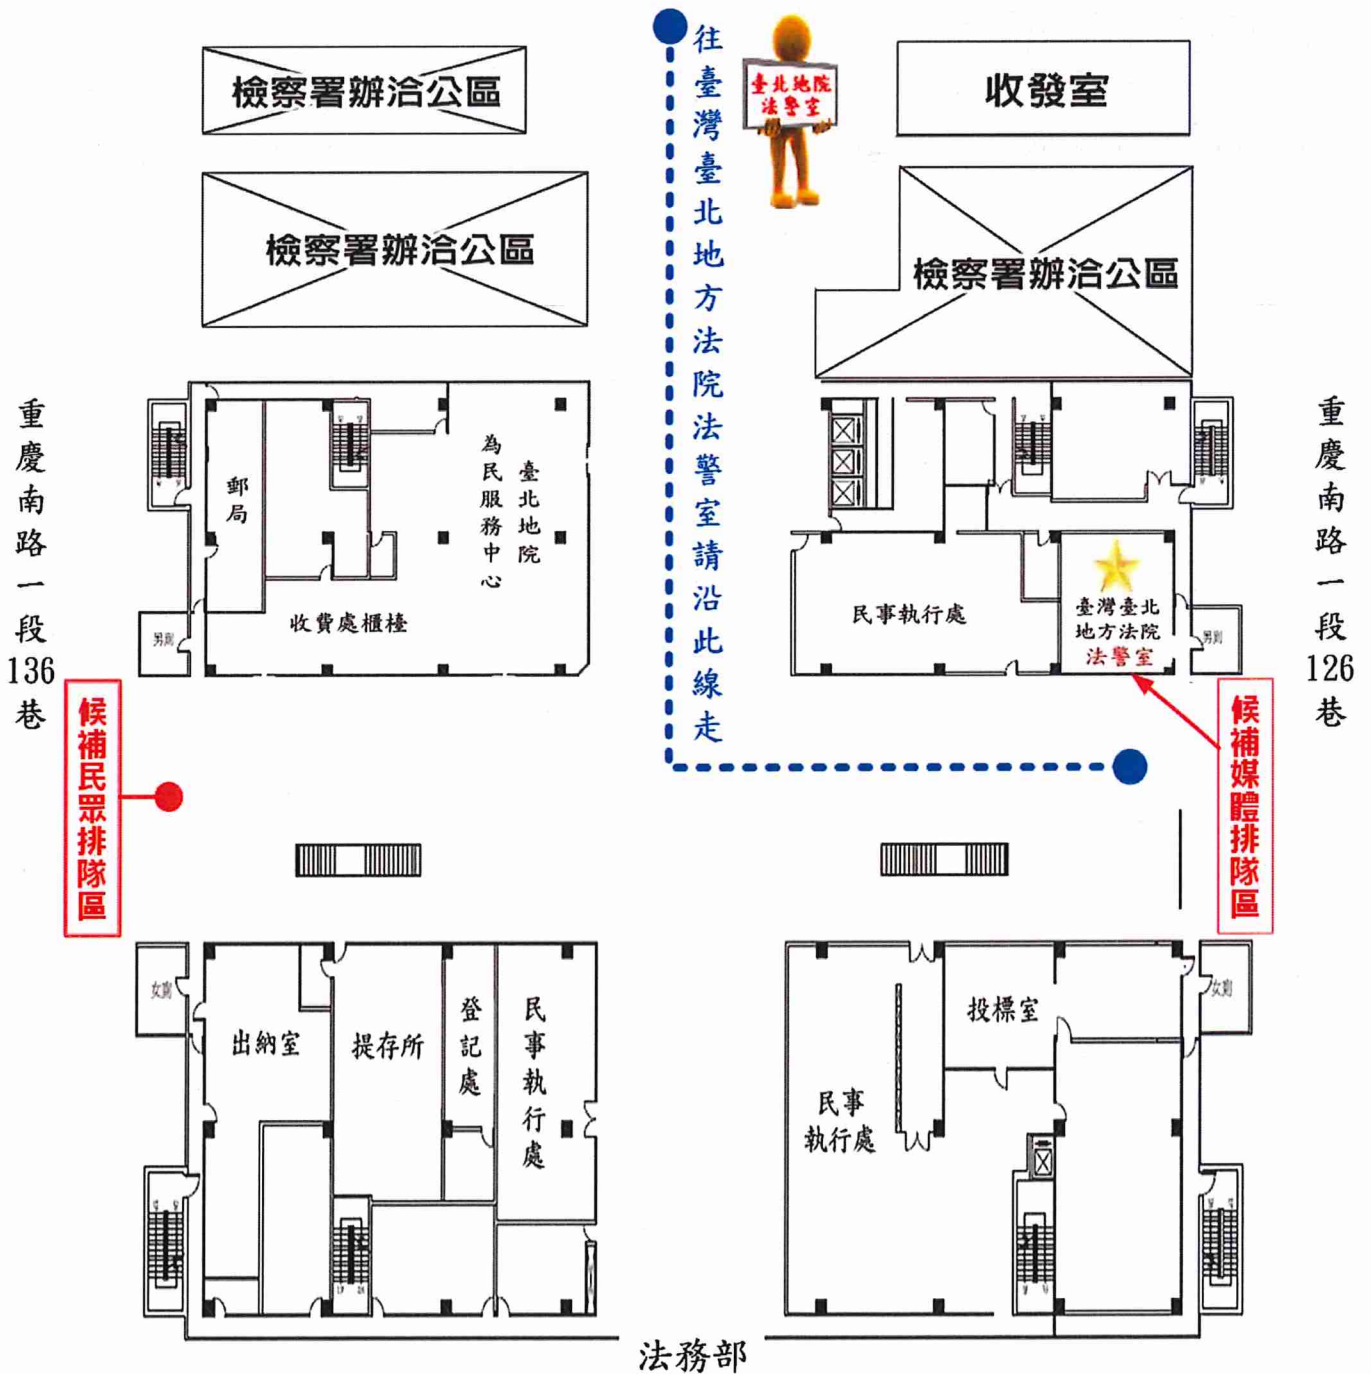 檢察署辦洽公區
往臺灣臺北地方法院法警室請沿此線走
臺北地院
法警室
收發室
檢察署辦洽公區
檢察署辦洽公區
重慶南路一段136巷
郵局
臺北地院
為民服務中心
收費處櫃檯
男廁
民事執行處
臺灣臺北
地方法院
法警室
男廁
重慶南路一段126巷
候補民眾排隊區
候補媒體排隊區
女廁
出納室
提存所
登記處
民事執行處
民事
執行處
投標室
女廁
法務部